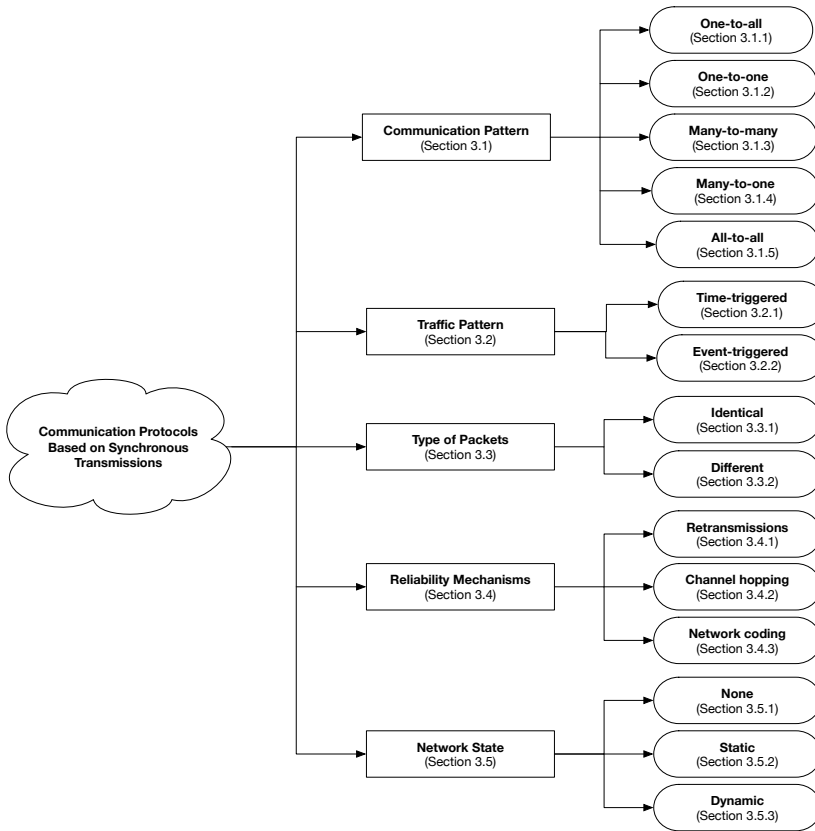 One-to-all
(Section 3.1.1)
One-to-one
(Section 3.1.2)
Communication Pattern
(Section 3.1)
Many-to-many
(Section 3.1.3)
Many-to-one
(Section 3.1.4)
All-to-all
(Section 3.1.5)
Traffic Pattern
(Section 3.2)
Time-triggered
(Section 3.2.1)
Event-triggered
(Section 3.2.2)
Communication Protocols
Based on Synchronous
Transmissions
Type of Packets
(Section 3.3)
Identical
(Section 3.3.1)
Different
(Section 3.3.2)
Reliability Mechanisms
(Section 3.4)
Retransmissions
(Section 3.4.1)
Channel hopping
(Section 3.4.2)
Network coding
(Section 3.4.3)
Network State
(Section 3.5)
None
(Section 3.5.1)
Static
(Section 3.5.2)
Dynamic
(Section 3.5.3)